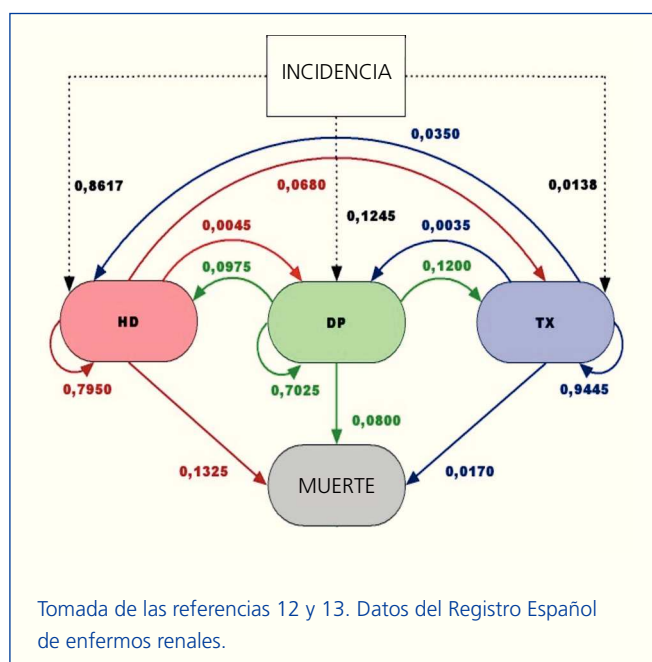 INCIDENCIA
0,0350
0,8617
0,0680
0,0138
0,1245
0,0045
0,0035
0,0975
0,1200
HD
DP
TX
0,7950
0,7025
0,9445
0,0800
0,1325
0,0170
MUERTE
Tomada de las referencias 12 y 13. Datos del Registro Español
de enfermos renales.